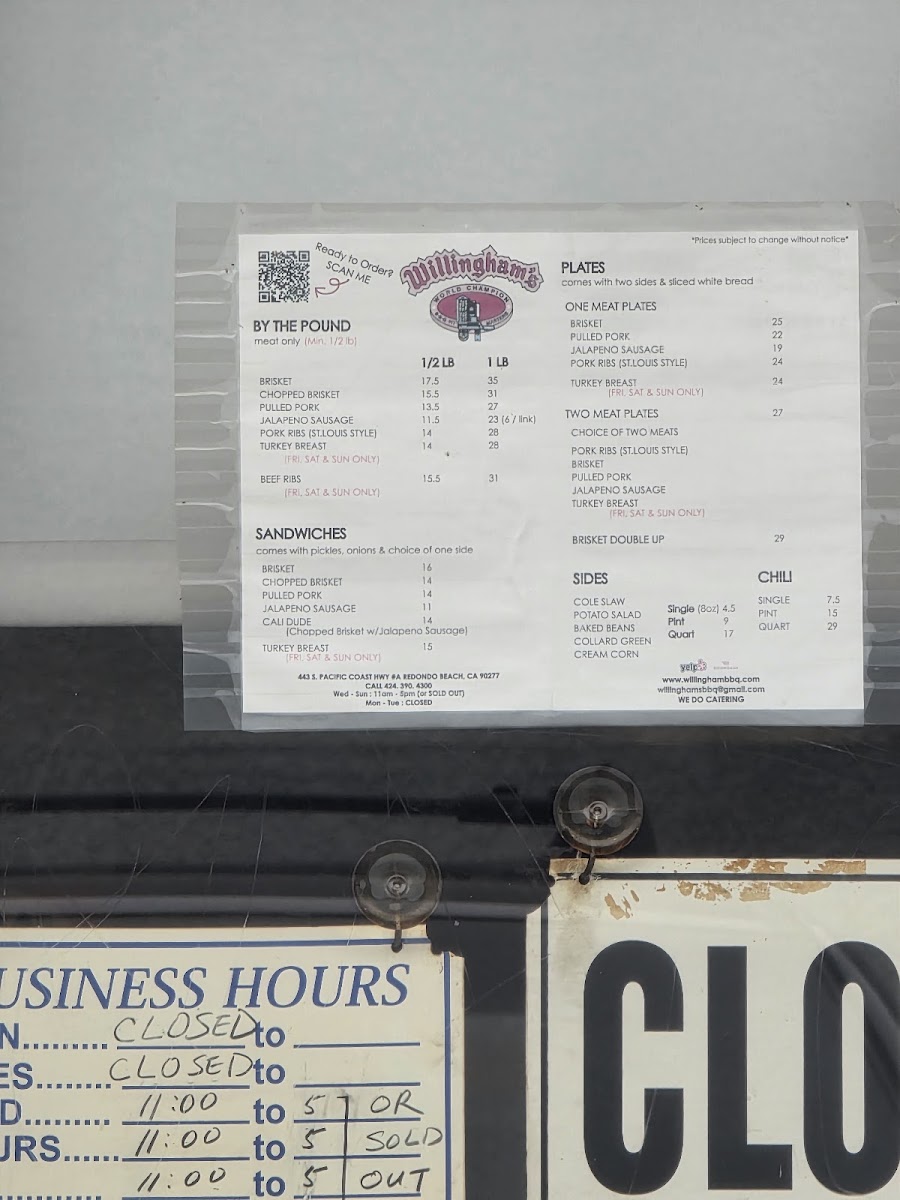 *Prices subject to change without notice*
Ready to Order?
SCAN ME
Willingham's
WORLD CHAMPION
BY THE POUND
meat only (Min. 1/2 lb)
1/2 LB 1 LB
BRISKET 17.5 35
CHOPPED BRISKET 15.5 31
PULLED PORK 13.5 27
JALAPENO SAUSAGE 11.5 23 (6 / link)
PORK RIBS (ST.LOUIS STYLE) 14 28
TURKEY BREAST 14 28
(FRI, SAT & SUN ONLY)
BEEF RIBS 15.5 31
(FRI, SAT & SUN ONLY)
SANDWICHES
comes with pickles, onions & choice of one side
BRISKET 16
CHOPPED BRISKET 14
PULLED PORK 14
JALAPENO SAUSAGE 11
CALI DUDE 14
(Chopped Brisket w/Jalapeno Sausage)
TURKEY BREAST 15
(FRI, SAT & SUN ONLY)
443 S. PACIFIC COAST HWY #A REDONDO BEACH, CA 90277
CALL 424. 390. 4300
Wed - Sun : 11am - 5pm (or SOLD OUT)
Mon - Tue : CLOSED
PLATES
comes with two sides & sliced white bread
ONE MEAT PLATES
BRISKET 25
PULLED PORK 22
JALAPENO SAUSAGE 19
PORK RIBS (ST.LOUIS STYLE) 24
TURKEY BREAST 24
(FRI, SAT & SUN ONLY)
TWO MEAT PLATES 27
CHOICE OF TWO MEATS
PORK RIBS (ST.LOUIS STYLE)
BRISKET
PULLED PORK
JALAPENO SAUSAGE
TURKEY BREAST
(FRI, SAT & SUN ONLY)
BRISKET DOUBLE UP 29
SIDES
COLE SLAW
POTATO SALAD
BAKED BEANS
COLLARD GREEN
CREAM CORN
Single (8oz) 4.5
Pint 9
Quart 17
CHILI
SINGLE 7.5
PINT 15
QUART 29
yelp
www.willinghambbq.com
willinghamsbbq@gmail.com
WE DO CATERING
USINESS HOURS
N......... CLOSED to
ES........ CLOSED to
D.......... 11:00 to 5 OR
URS...... 11:00 to 5 SOLD
11:00 to 5 OUT
CLO